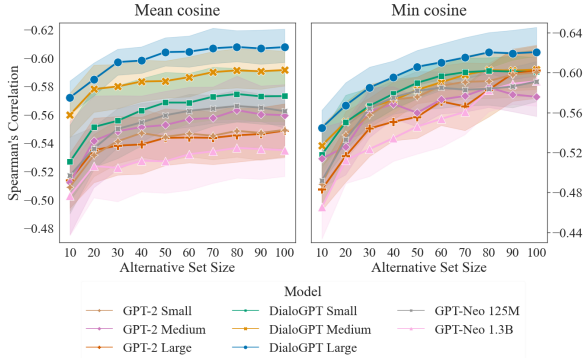 Mean cosine
Min cosine
Spearman's Correlation
−0.62
−0.60
−0.58
−0.56
−0.54
−0.52
−0.50
−0.48
−0.60
−0.56
−0.52
−0.48
−0.44
10 20 30 40 50 60 70 80 90 100
10 20 30 40 50 60 70 80 90 100
Alternative Set Size
Alternative Set Size
Model
GPT-2 Small
GPT-2 Medium
GPT-2 Large
DialoGPT Small
DialoGPT Medium
DialoGPT Large
GPT-Neo 125M
GPT-Neo 1.3B